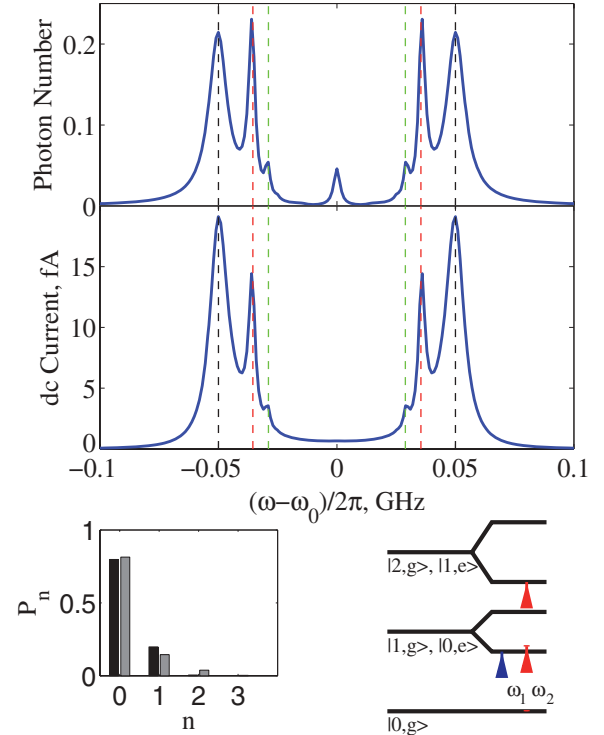 Photon Number
0.2
0.1
0
dc Current, fA
15
10
5
0
−0.1 −0.05 0 0.05 0.1
(ω−ω₀)/2π, GHz
Pₙ
1
0.5
0
0 1 2 3
n
|2,g>, |1,e>
|1,g>, |0,e>
ω₁ ω₂
|0,g>